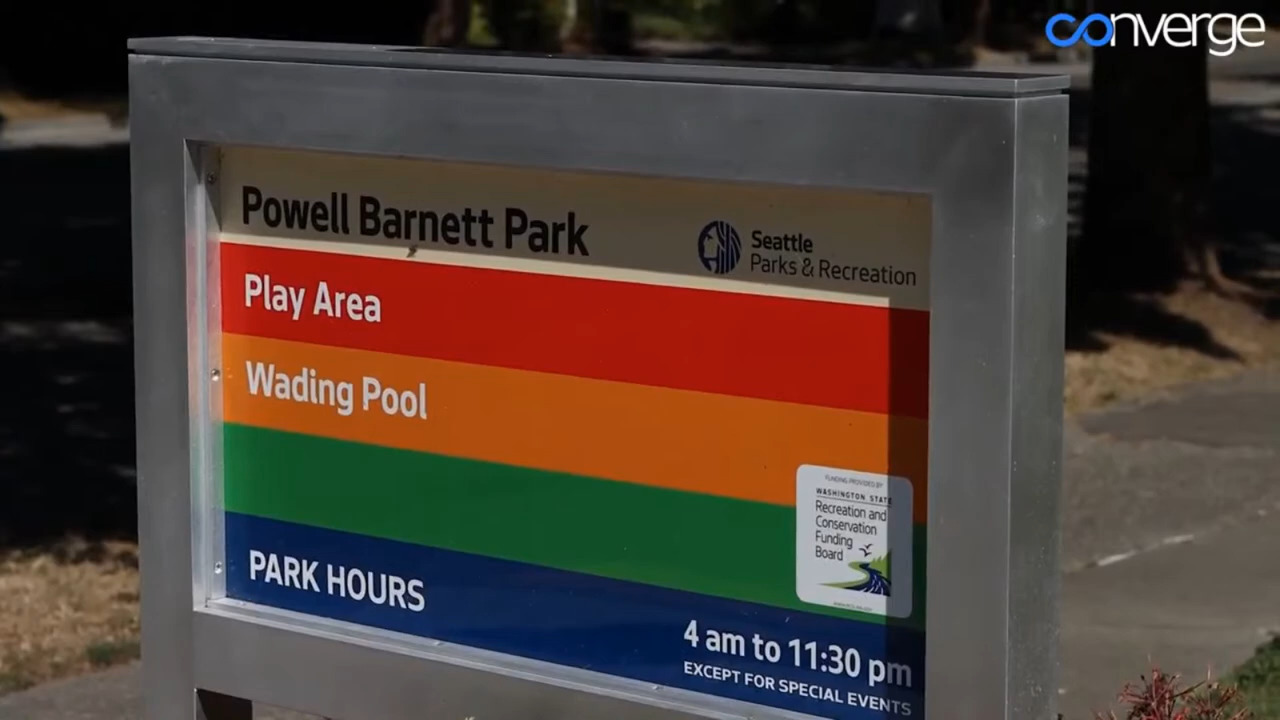 converge
Powell Barnett Park
Seattle
Parks & Recreation
Play Area
Wading Pool
FUNDING PROVIDED BY
WASHINGTON STATE
Recreation and
Conservation
Funding
Board
PARK HOURS
4 am to 11:30 pm
EXCEPT FOR SPECIAL EVENTS